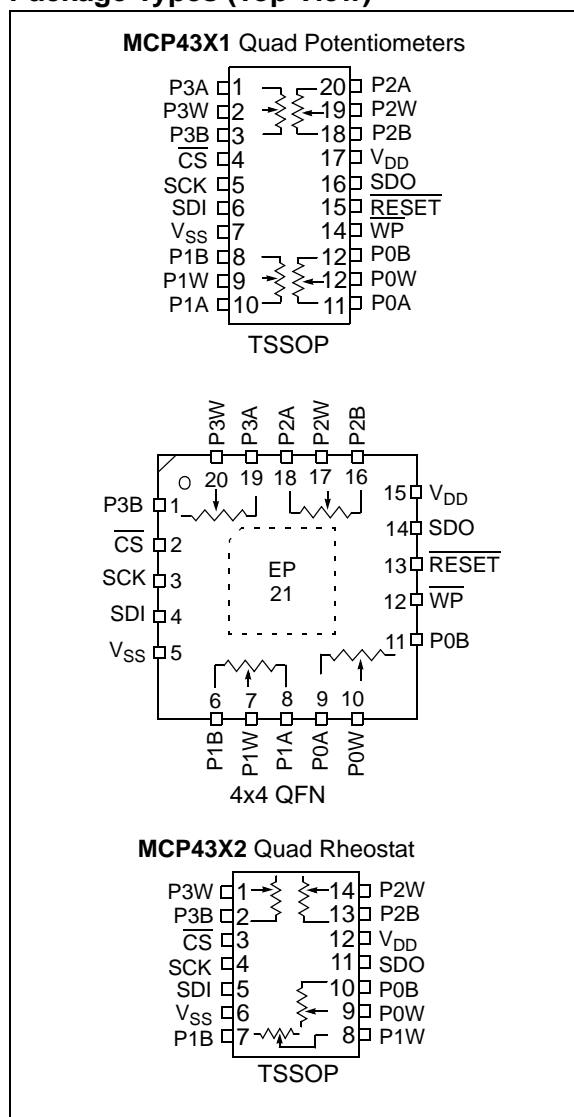 Package Types (Top View)
MCP43X1 Quad Potentiometers
P3A 1 20 P2A
P3W 2 19 P2W
P3B 3 18 P2B
CS 4 17 VDD
SCK 5 16 SDO
SDI 6 15 RESET
VSS 7 14 WP
P1B 8 12 P0B
P1W 9 12 P0W
P1A 10 11 P0A
TSSOP
P3W P3A P2A P2W P2B
20 19 18 17 16
P3B 1 15 VDD
CS 2 14 SDO
SCK 3 EP 13 RESET
SDI 4 21 12 WP
VSS 5 11 P0B
6 7 8 9 10
P1B P1W P1A P0A P0W
4x4 QFN
MCP43X2 Quad Rheostat
P3W 1 14 P2W
P3B 2 13 P2B
CS 3 12 VDD
SCK 4 11 SDO
SDI 5 10 P0B
VSS 6 9 P0W
P1B 7 8 P1W
TSSOP